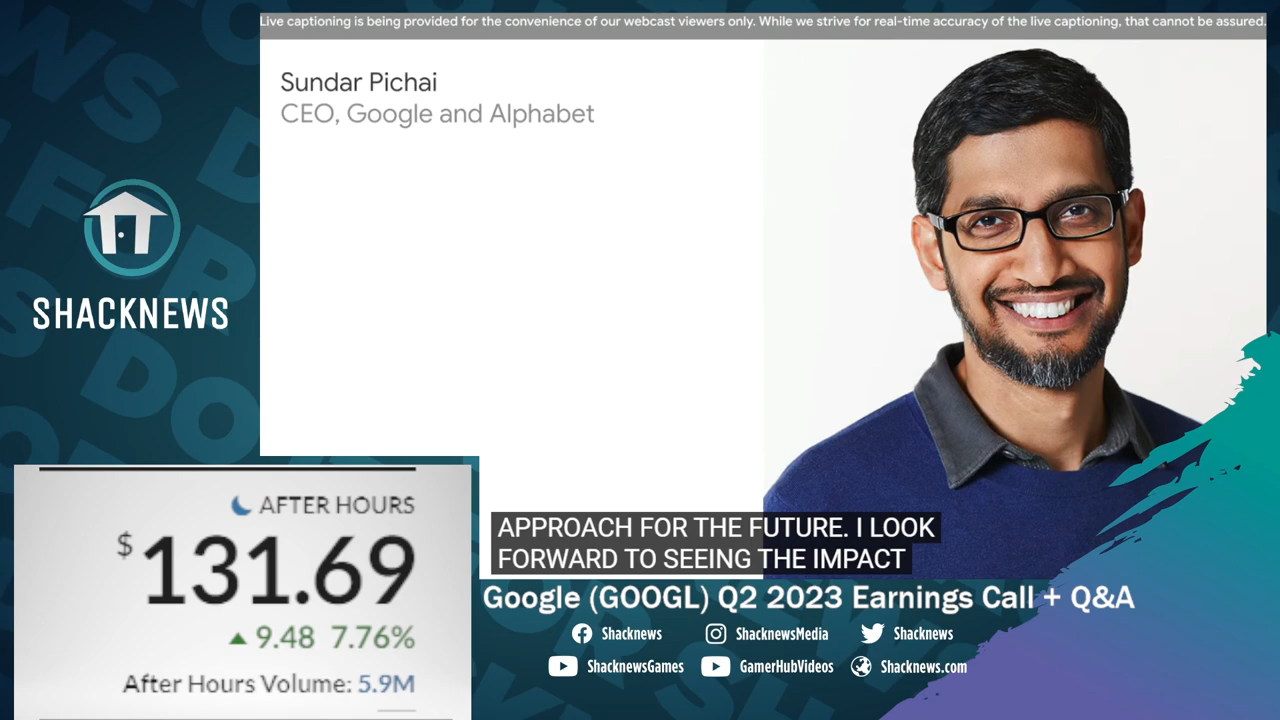 Live captioning is being provided for the convenience of our webcast viewers only. While we strive for real-time accuracy of the live captioning, that cannot be assured.
Sundar Pichai
CEO, Google and Alphabet
SHACKNEWS
AFTER HOURS
$131.69
▲ 9.48 7.76%
After Hours Volume: 5.9M
APPROACH FOR THE FUTURE. I LOOK
FORWARD TO SEEING THE IMPACT
Google (GOOGL) Q2 2023 Earnings Call + Q&A
Shacknews ShacknewsMedia Shacknews
ShacknewsGames GamerHubVideos Shacknews.com